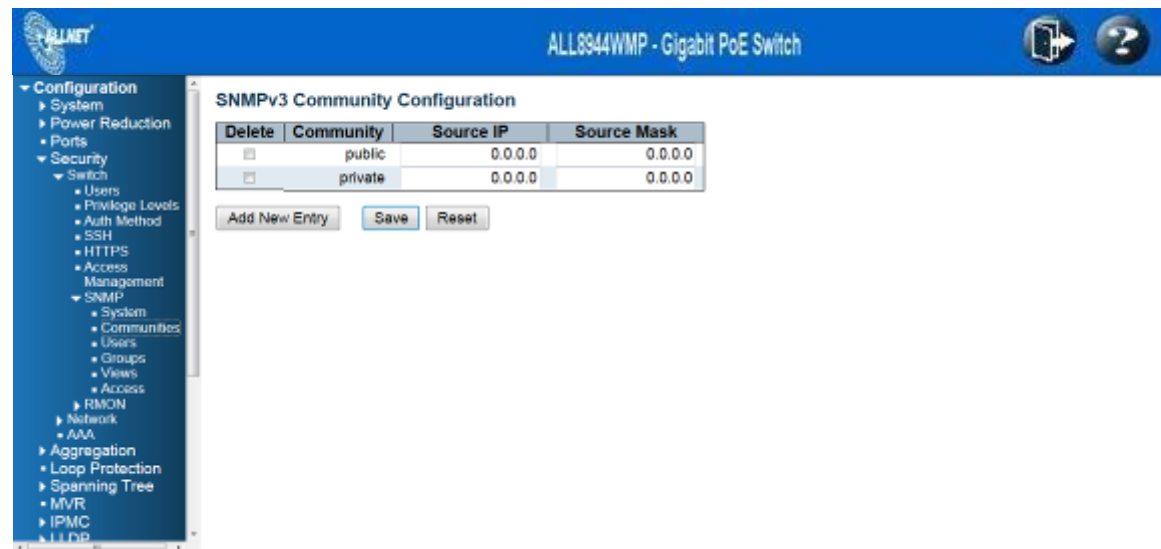 ALLNET
ALL8944WMP - Gigabit PoE Switch
Configuration
System
Power Reduction
Ports
Security
Switch
Users
Privilege Levels
Auth Method
SSH
HTTPS
Access
Management
SNMP
System
Communities
Users
Groups
Views
Access
RMON
Network
AAA
Aggregation
Loop Protection
Spanning Tree
MVR
IPMC
LLDP
SNMPv3 Community Configuration
Delete Community Source IP Source Mask
public 0.0.0.0 0.0.0.0
private 0.0.0.0 0.0.0.0
Add New Entry Save Reset